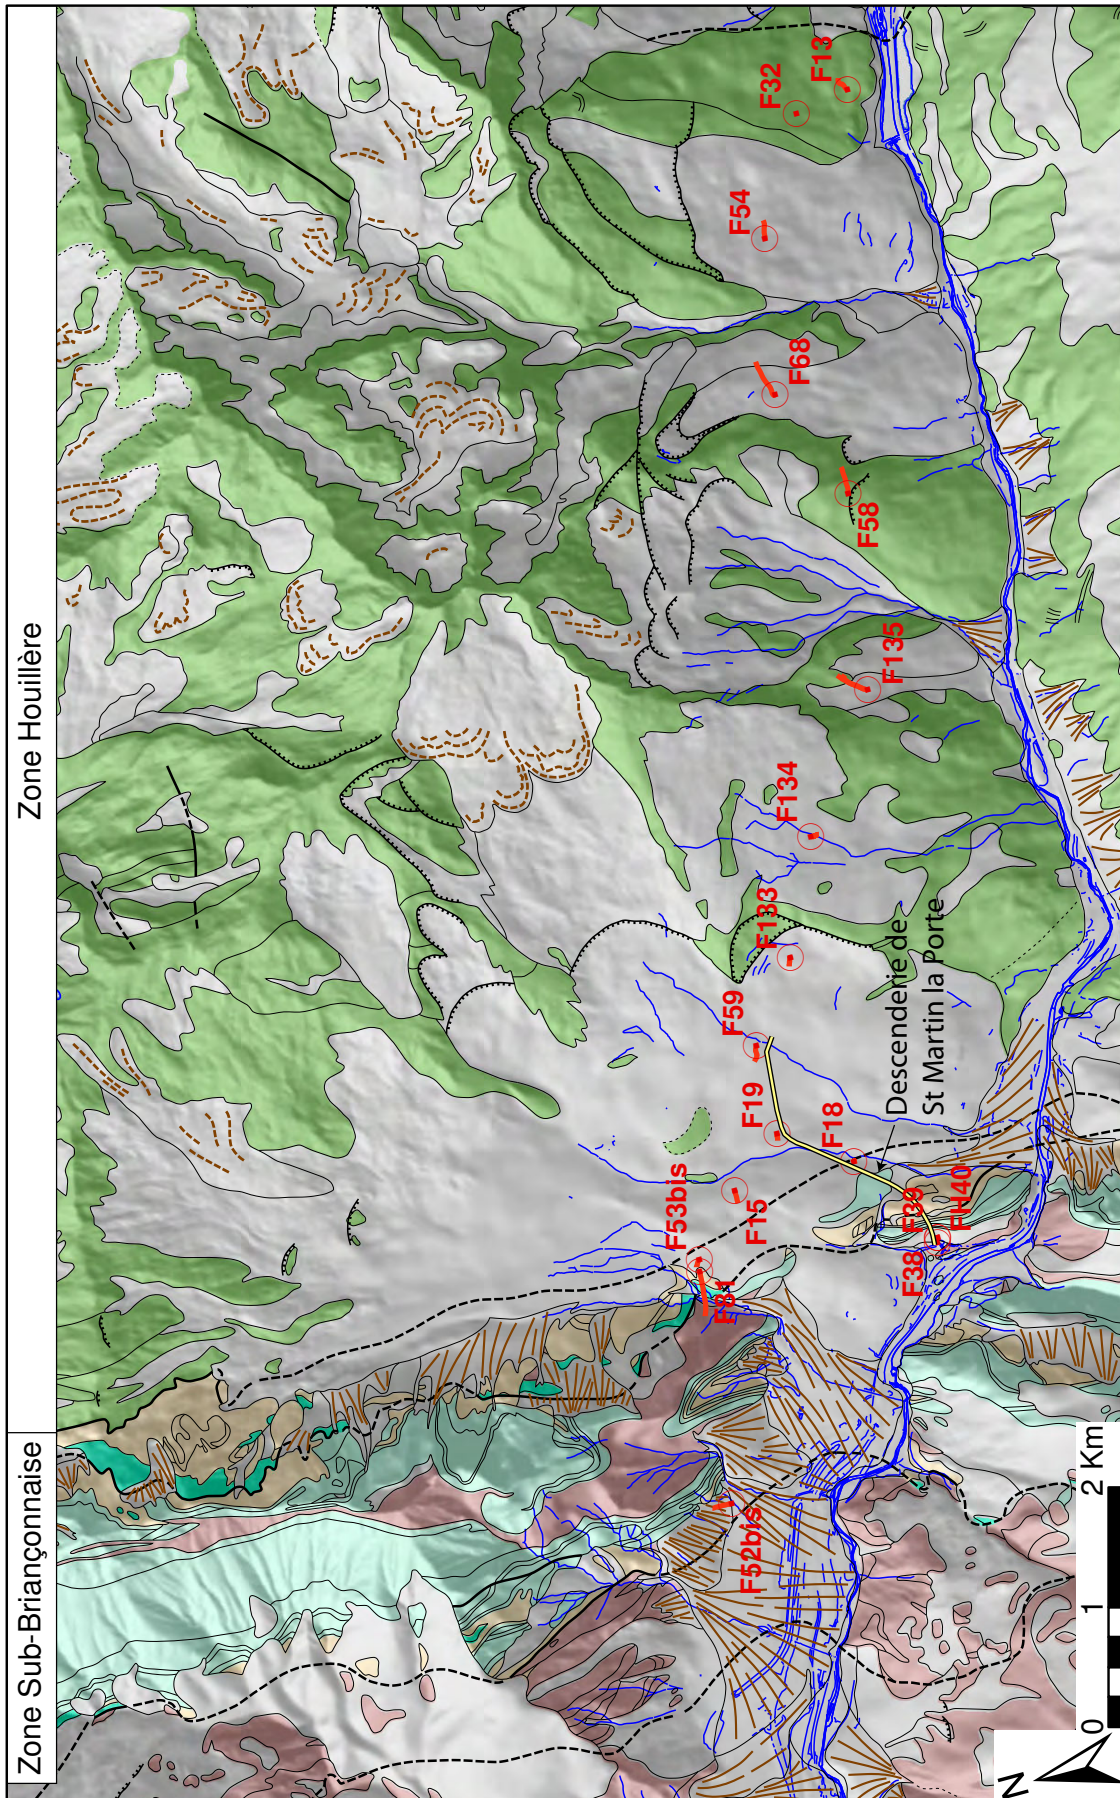 Zone Sub-Briançonnaise
Zone Houillère
F52bis
F81
F53bis
F15
F38
F39
FH40
F18
F19
F59
Descenderie de
St Martin la Porte
F133
F134
F135
F58
F68
F54
F32
F13
N
0 1 2 Km